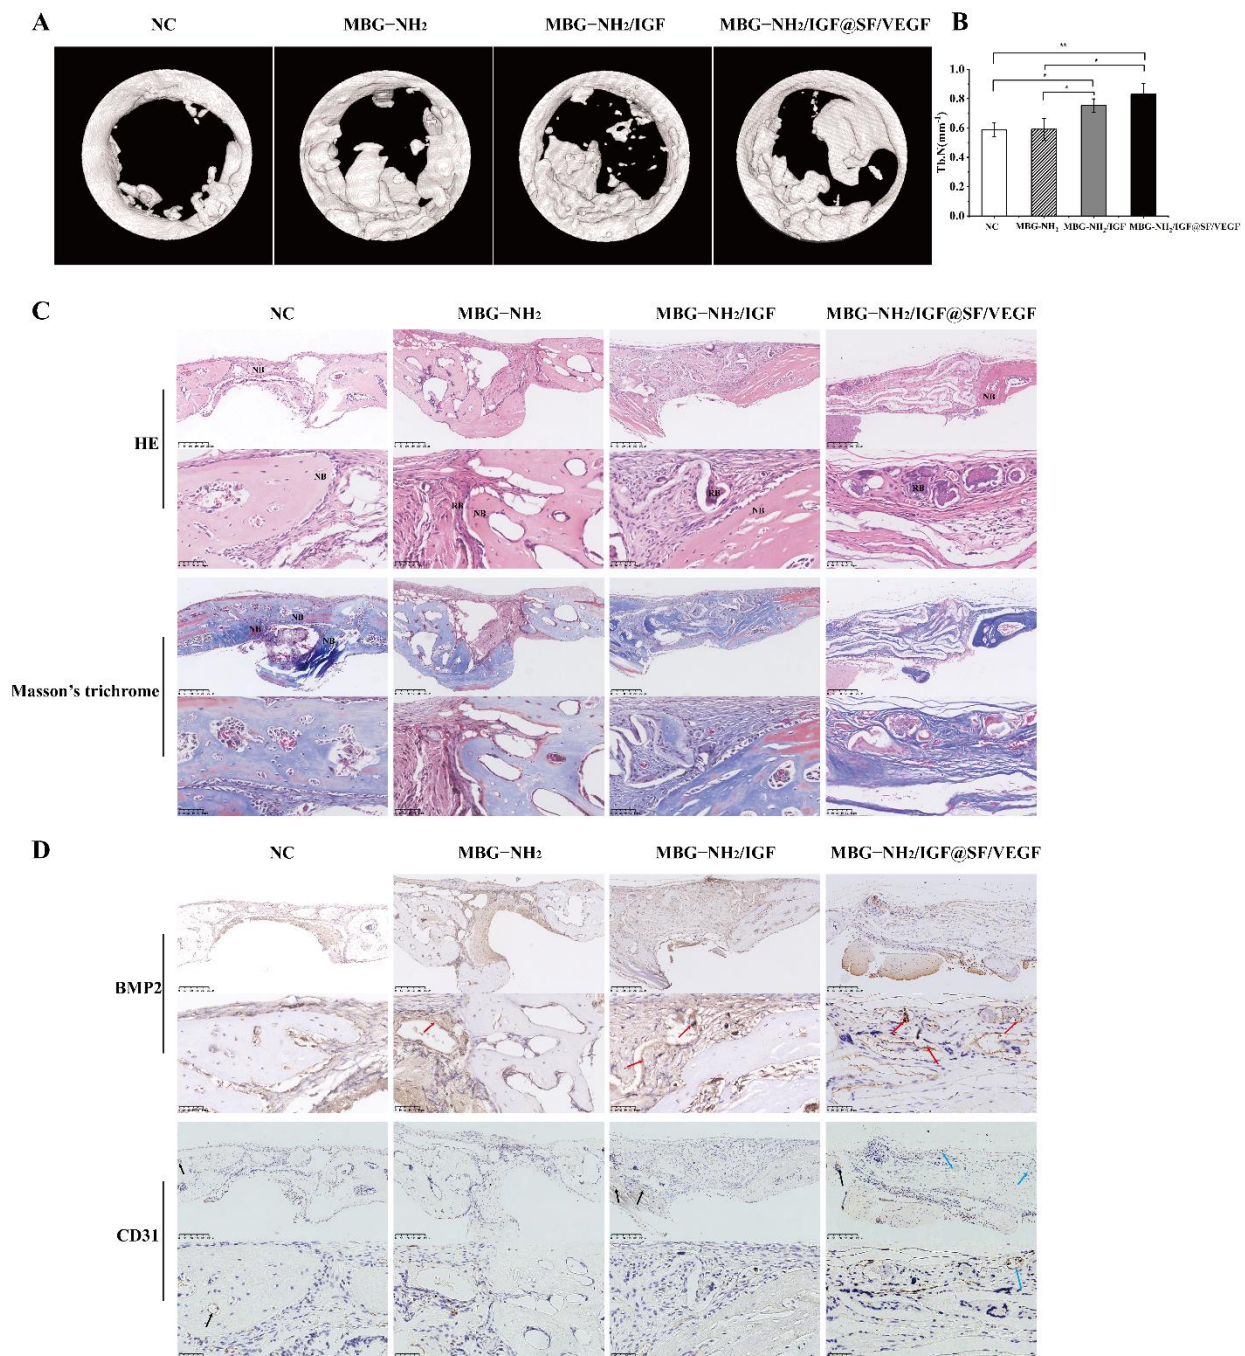 A
NC
MBG−NH₂
MBG−NH₂/IGF
MBG−NH₂/IGF@SF/VEGF
B
**
*
*
*
Tb.N(mm⁻¹)
1.0
0.8
0.6
0.4
0.2
0.0
NC
MBG-NH₂
MBG-NH₂/IGF
MBG-NH₂/IGF@SF/VEGF
C
NC
MBG−NH₂
MBG−NH₂/IGF
MBG−NH₂/IGF@SF/VEGF
HE
NB
NB
NB
RB
NB
RB
NB
RB
Masson's trichrome
NB
NB
NB
D
NC
MBG−NH₂
MBG−NH₂/IGF
MBG−NH₂/IGF@SF/VEGF
BMP2
CD31